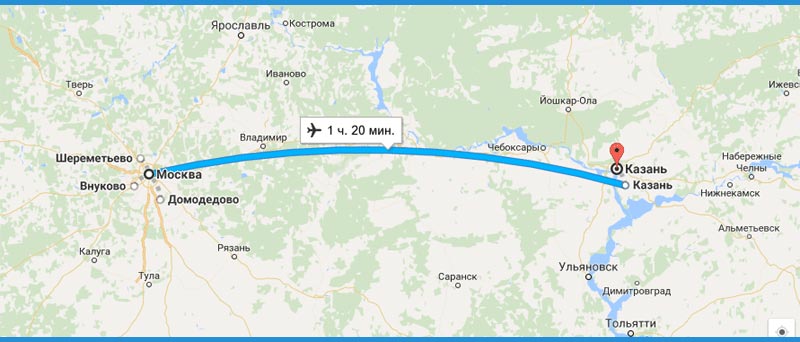 Ярославль
Кострома
Иваново
Тверь
Ижевс
Йошкар-Ола
1 ч. 20 мин.
Владимир
Чебоксары
Шереметьево
Москва
Внуково
Домодедово
Казань
Казань
Набережные
Челны
Нижнекамск
Альметьевск
Рязань
Калуга
Тула
Саранск
Ульяновск
Димитровград
Тольятти